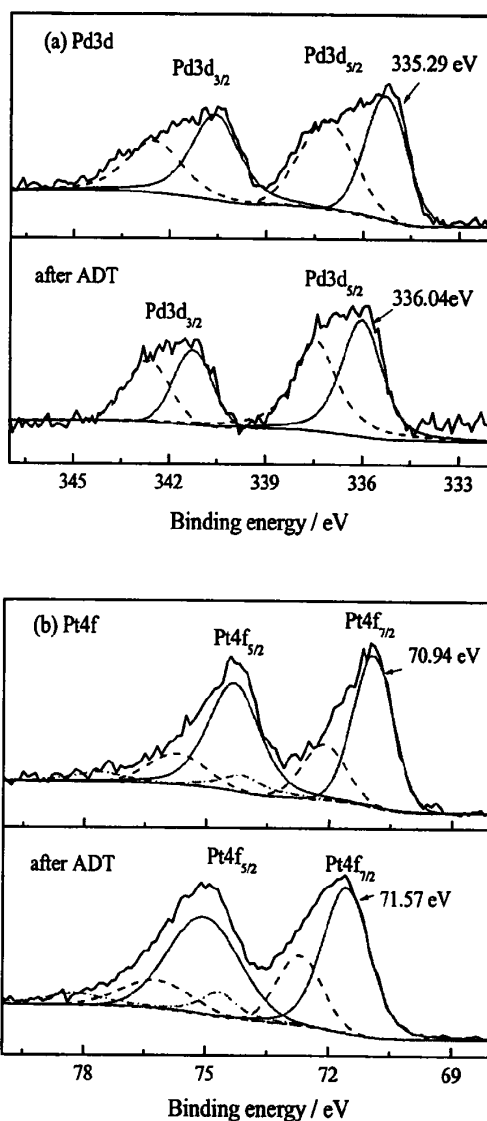 (a) Pd3d
Pd3d3/2
Pd3d5/2
335.29 eV
after ADT
Pd3d3/2
Pd3d5/2
336.04eV
345 342 339 336 333
Binding energy / eV
(b) Pt4f
Pt4f5/2
Pt4f7/2
70.94 eV
after ADT
Pt4f5/2
Pt4f7/2
71.57 eV
78 75 72 69
Binding energy / eV